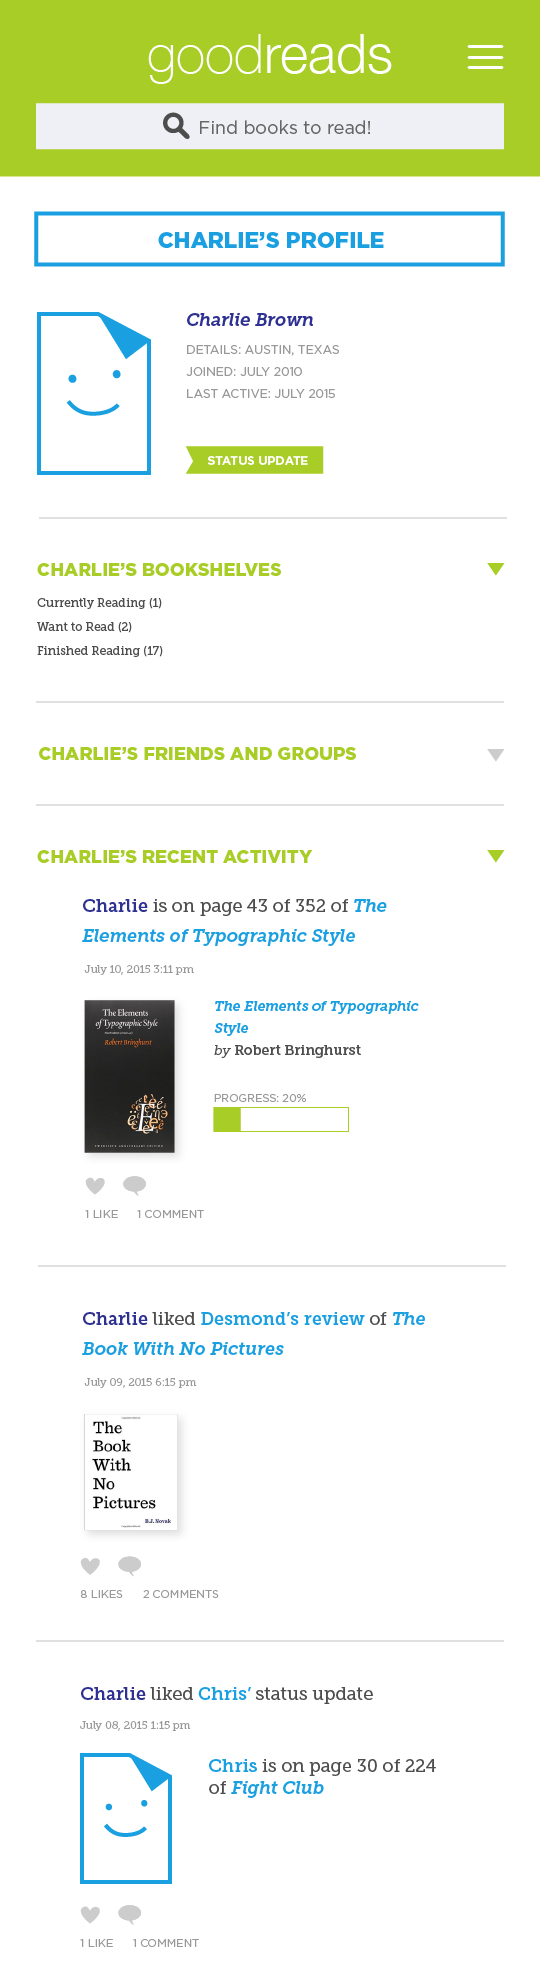 goodreads
Find books to read!
CHARLIE’S PROFILE
Charlie Brown
DETAILS: AUSTIN, TEXAS
JOINED: JULY 2010
LAST ACTIVE: JULY 2015
STATUS UPDATE
CHARLIE’S BOOKSHELVES
Currently Reading (1)
Want to Read (2)
Finished Reading (17)
CHARLIE’S FRIENDS AND GROUPS
CHARLIE’S RECENT ACTIVITY
Charlie is on page 43 of 352 of The
Elements of Typographic Style
July 10, 2015 3:11 pm
The Elements
of Typographic Style
Robert Bringhurst
E
TWENTIETH ANNIVERSARY EDITION
The Elements of Typographic
Style
by Robert Bringhurst
PROGRESS: 20%
1 LIKE 1 COMMENT
Charlie liked Desmond’s review of The
Book With No Pictures
July 09, 2015 6:15 pm
The
Book
With
No
Pictures
B.J. Novak
8 LIKES 2 COMMENTS
Charlie liked Chris’ status update
July 08, 2015 1:15 pm
Chris is on page 30 of 224
of Fight Club
1 LIKE 1 COMMENT